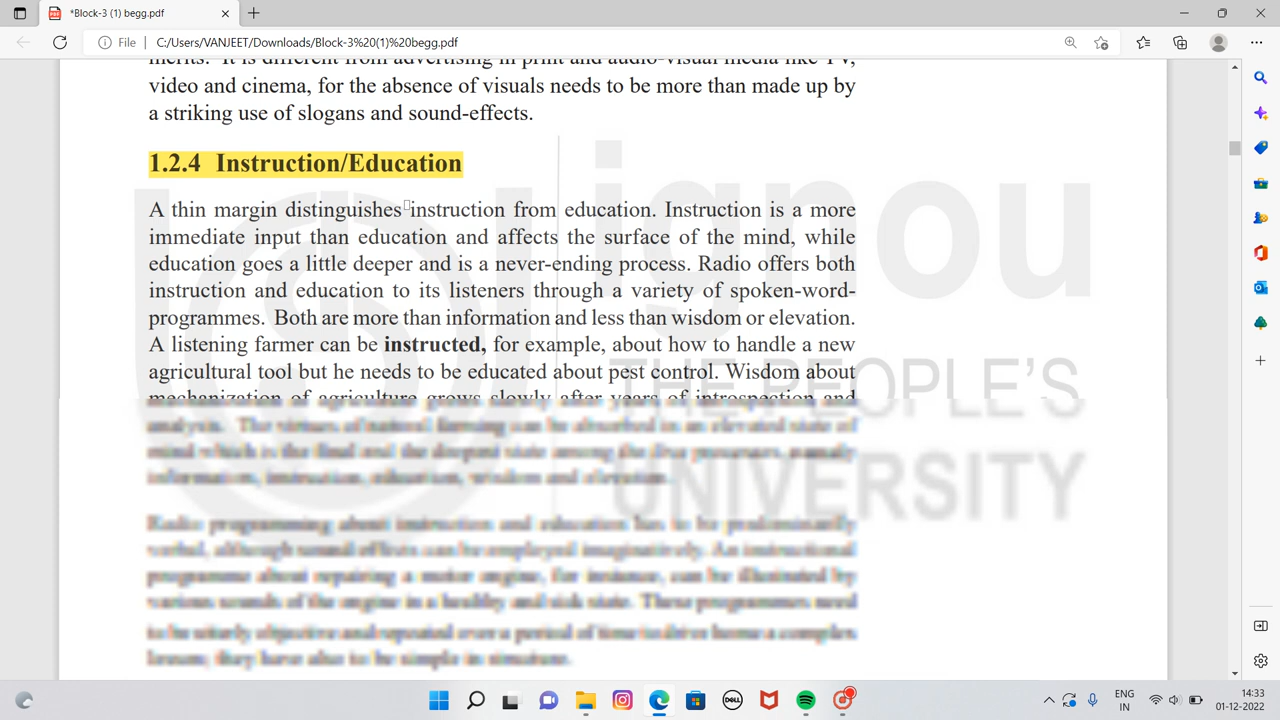 *Block-3 (1) begg.pdf
File
C:/Users/VANJEET/Downloads/Block-3%20(1)%20begg.pdf
merits. It is different from advertising in print and audio-visual media like TV,
video and cinema, for the absence of visuals needs to be more than made up by
a striking use of slogans and sound-effects.
1.2.4 Instruction/Education
A thin margin distinguishes instruction from education. Instruction is a more
immediate input than education and affects the surface of the mind, while
education goes a little deeper and is a never-ending process. Radio offers both
instruction and education to its listeners through a variety of spoken-word-
programmes. Both are more than information and less than wisdom or elevation.
A listening farmer can be instructed, for example, about how to handle a new
agricultural tool but he needs to be educated about pest control. Wisdom about
mechanization of agriculture grows slowly after years of introspection and
analysis. The virtues of natural farming can be absorbed in an elevated state of
mind which is the final and the deepest state among the five processes, namely
information, instruction, education, wisdom and elevation.
Radio programming about instruction and education has to be predominantly
verbal, although sound effects can be employed imaginatively. An instructional
programme about repairing a motor engine, for instance, can be illustrated by
various sounds of the engine in a healthy and sick state. These programmes need
to be utterly objective and repeated over a period of time to drive home a complex
lesson; they have also to be simple in structure.
ignou
THE PEOPLE'S
UNIVERSITY
DELL
ENG
IN
4:33
01-12-2022